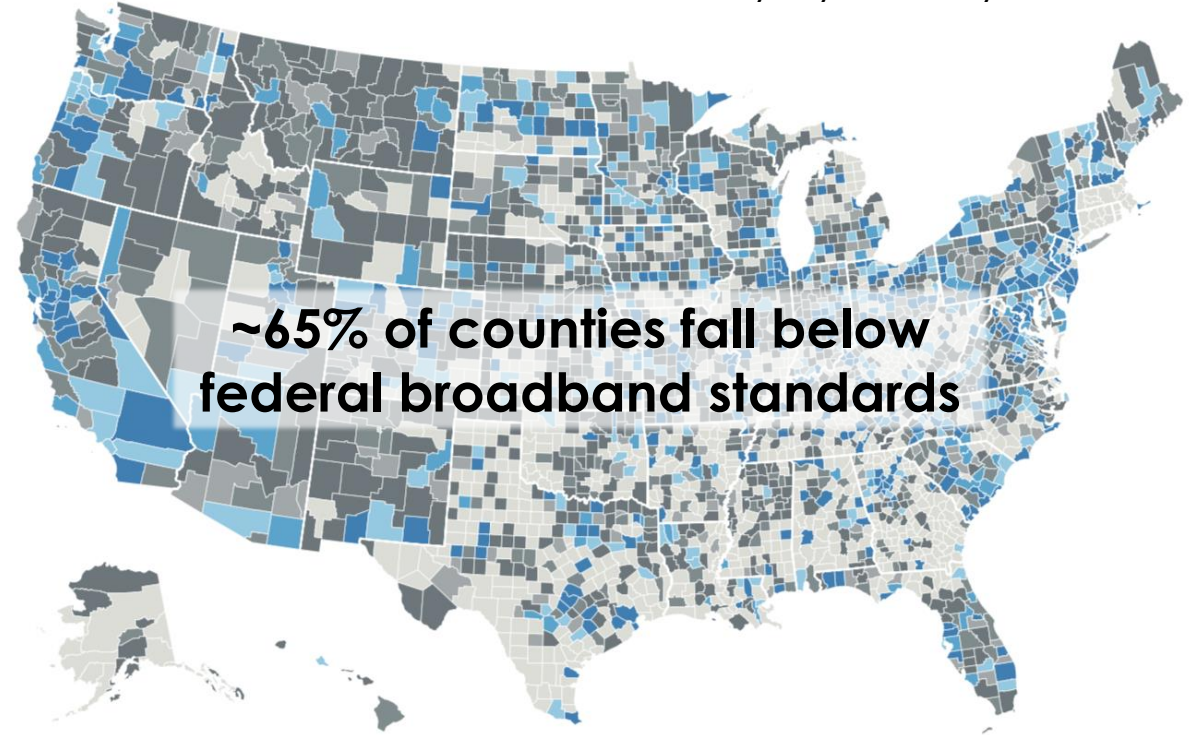 ~65% of counties fall below
federal broadband standards